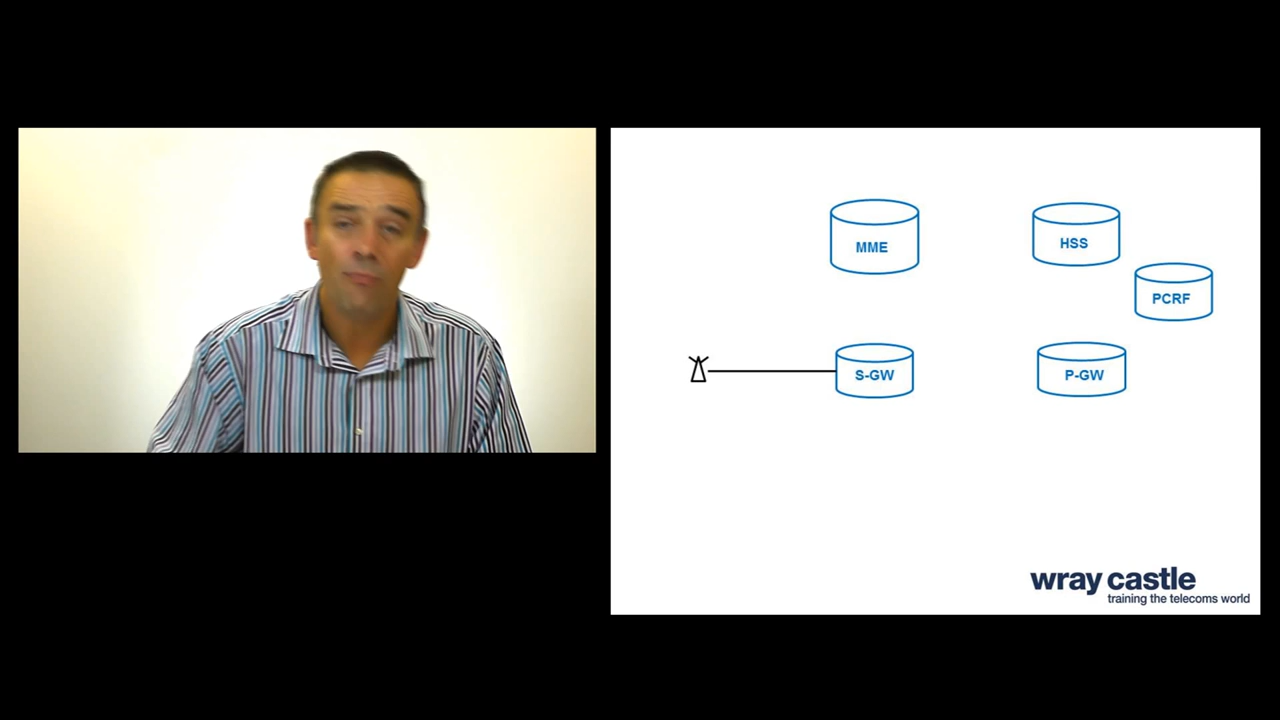 MME
HSS
PCRF
S-GW
P-GW
wray castle
training the telecoms world